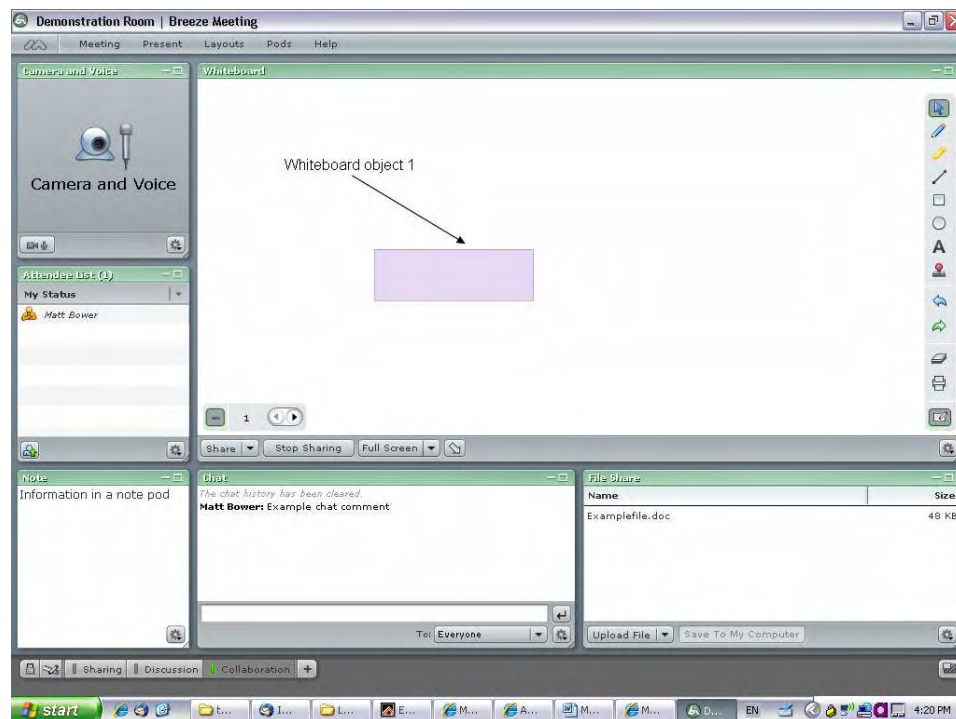 Demonstration Room | Breeze Meeting
Meeting Present Layouts Pods Help
Camera and Voice
Camera and Voice
Attendee List (1)
My Status
Matt Bower
Whiteboard
Whiteboard object 1
A
1
Share Stop Sharing Full Screen
Note
Information in a note pod
Chat
The chat history has been cleared.
Matt Bower: Example chat comment
To: Everyone
File Share
Name Size
Examplefile.doc 48 KB
Upload File Save To My Computer
Sharing Discussion Collaboration +
start t... I... L... E... M... A... M... M... D... EN 4:20 PM